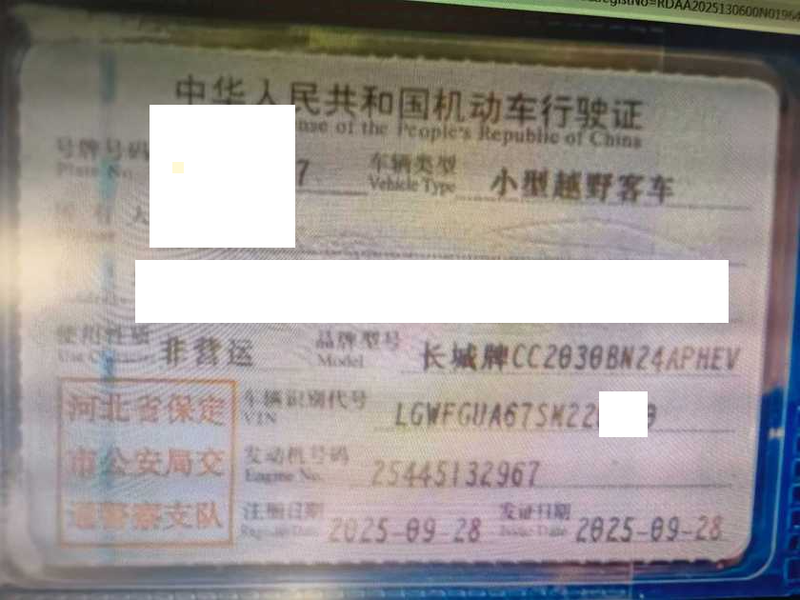 registNo=RDAA2025130600N0196
中华人民共和国机动车行驶证
nse of the People's Republic of China
号牌号码 7 车辆类型 小型越野客车
Plate No. Vehicle Type
使用性质 非营运 品牌型号 长城牌CC2030BN24APHEV
Use Character Model
河北省保定 车辆识别代号 LGWFGUA67SM22 9
VIN
市公安局交 发动机号码 25445132967
Engine No.
通警察支队 注册日期 2025-09-28 发证日期 2025-09-28
Register Date Issue Date